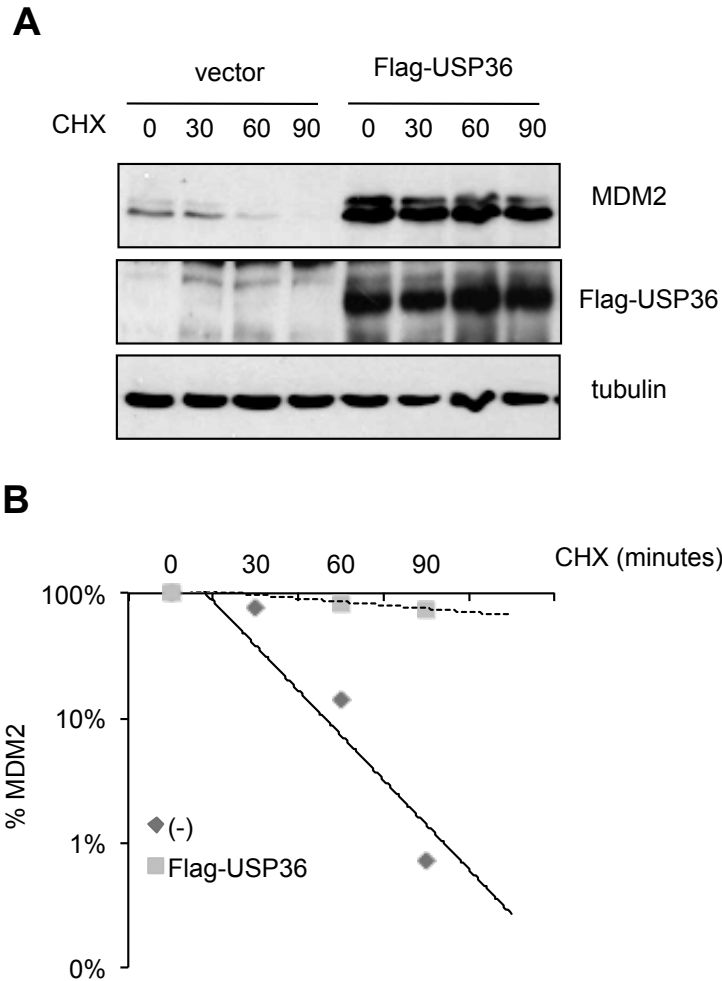 A
vector Flag-USP36
CHX 0 30 60 90 0 30 60 90
MDM2
Flag-USP36
tubulin
B
0 30 60 90 CHX (minutes)
100%
10%
1%
0%
% MDM2
(-)
Flag-USP36